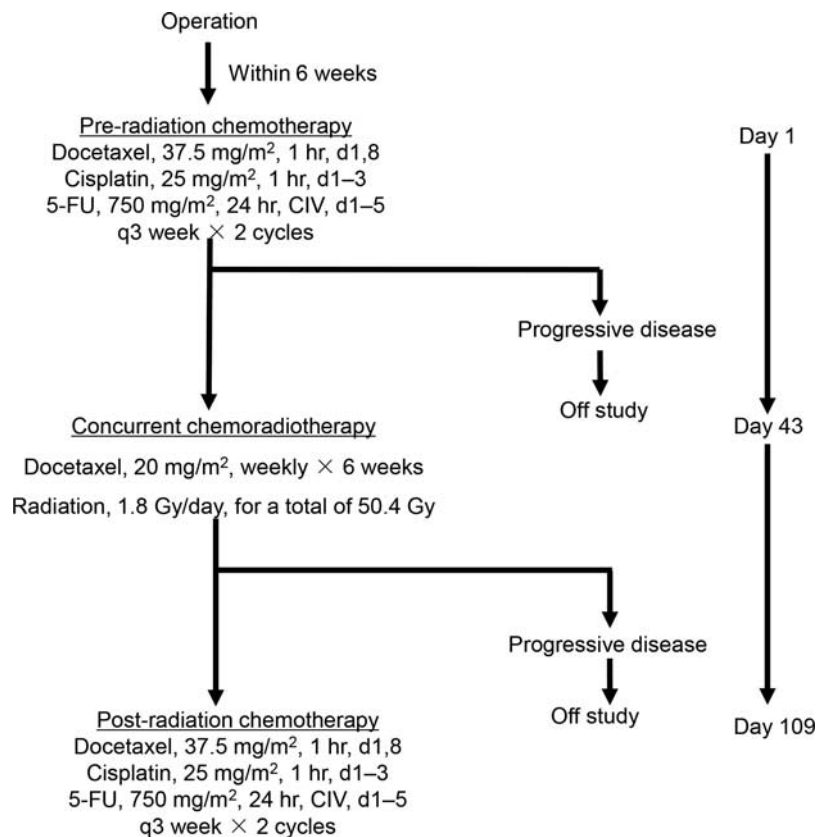 Operation
Within 6 weeks
Pre-radiation chemotherapy
Docetaxel, 37.5 mg/m², 1 hr, d1,8
Cisplatin, 25 mg/m², 1 hr, d1–3
5-FU, 750 mg/m², 24 hr, CIV, d1–5
q3 week × 2 cycles
Day 1
Progressive disease
Off study
Concurrent chemoradiotherapy
Docetaxel, 20 mg/m², weekly × 6 weeks
Radiation, 1.8 Gy/day, for a total of 50.4 Gy
Day 43
Progressive disease
Off study
Post-radiation chemotherapy
Docetaxel, 37.5 mg/m², 1 hr, d1,8
Cisplatin, 25 mg/m², 1 hr, d1–3
5-FU, 750 mg/m², 24 hr, CIV, d1–5
q3 week × 2 cycles
Day 109